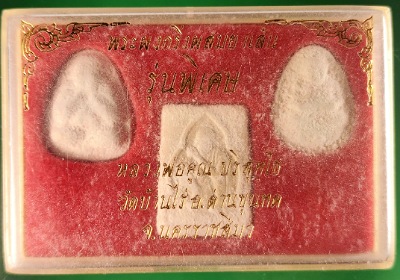 รุ่นพิเศษ
หลวงพ่อคูณ ปริสุทโธ
วัดบ้านไร่ อ.ด่านขุนทด
จ.นครราชสีมา